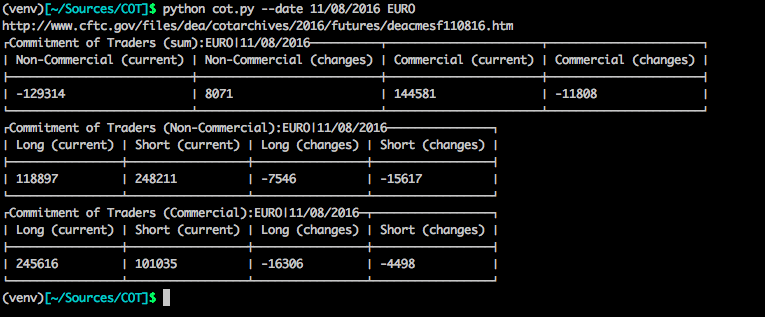 (venv)[~/Sources/COT]$ python cot.py --date 11/08/2016 EURO
http://www.cftc.gov/files/dea/cotarchives/2016/futures/deacmesf110816.htm
Commitment of Traders (sum):EURO|11/08/2016
| Non-Commercial (current) | Non-Commercial (changes) | Commercial (current) | Commercial (changes) |
| -129314 | 8071 | 144581 | -11808 |
Commitment of Traders (Non-Commercial):EURO|11/08/2016
| Long (current) | Short (current) | Long (changes) | Short (changes) |
| 118897 | 248211 | -7546 | -15617 |
Commitment of Traders (Commercial):EURO|11/08/2016
| Long (current) | Short (current) | Long (changes) | Short (changes) |
| 245616 | 101035 | -16306 | -4498 |
(venv)[~/Sources/COT]$